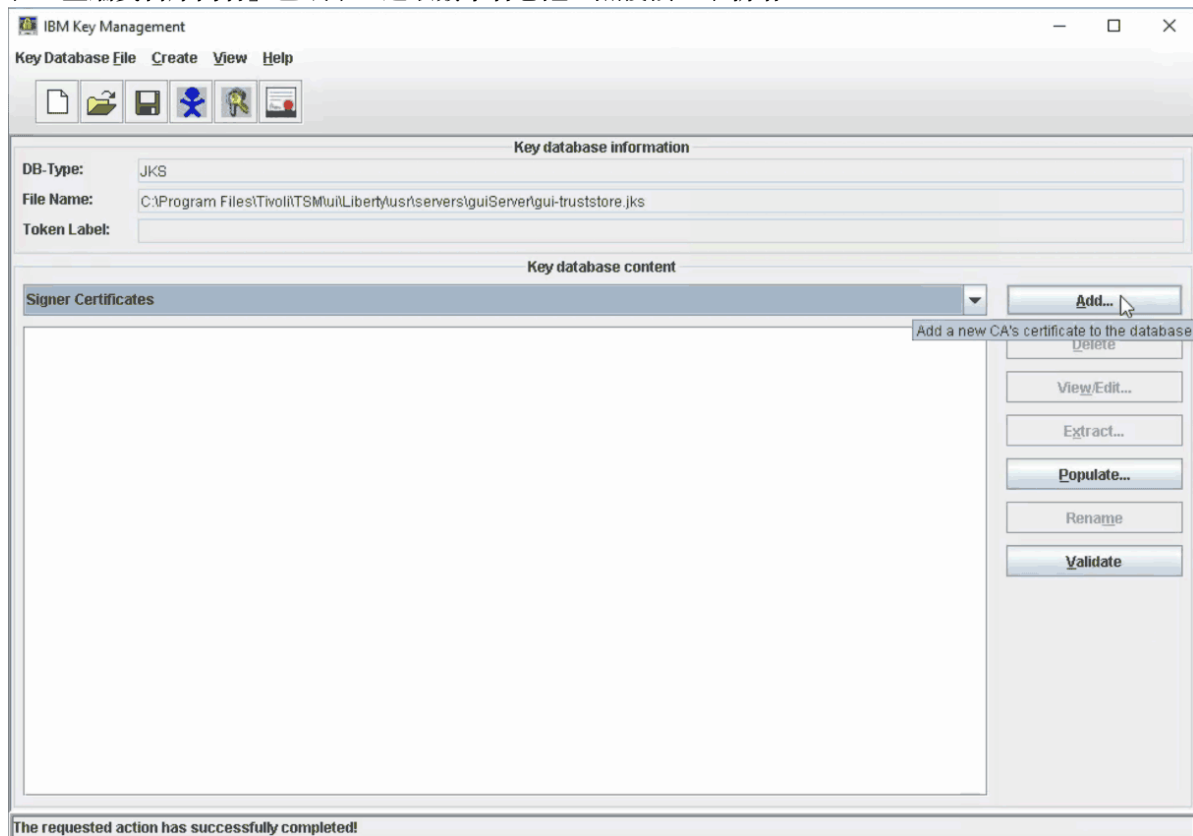 IBM Key Management
Key Database File Create View Help
Key database information
DB-Type: JKS
File Name: C:\Program Files\Tivoli\TSM\ui\Liberty\usr\servers\guiServer\gui-truststore.jks
Token Label:
Key database content
Signer Certificates
Add...
Add a new CA's certificate to the database
Delete
View/Edit...
Extract...
Populate...
Rename
Validate
The requested action has successfully completed!